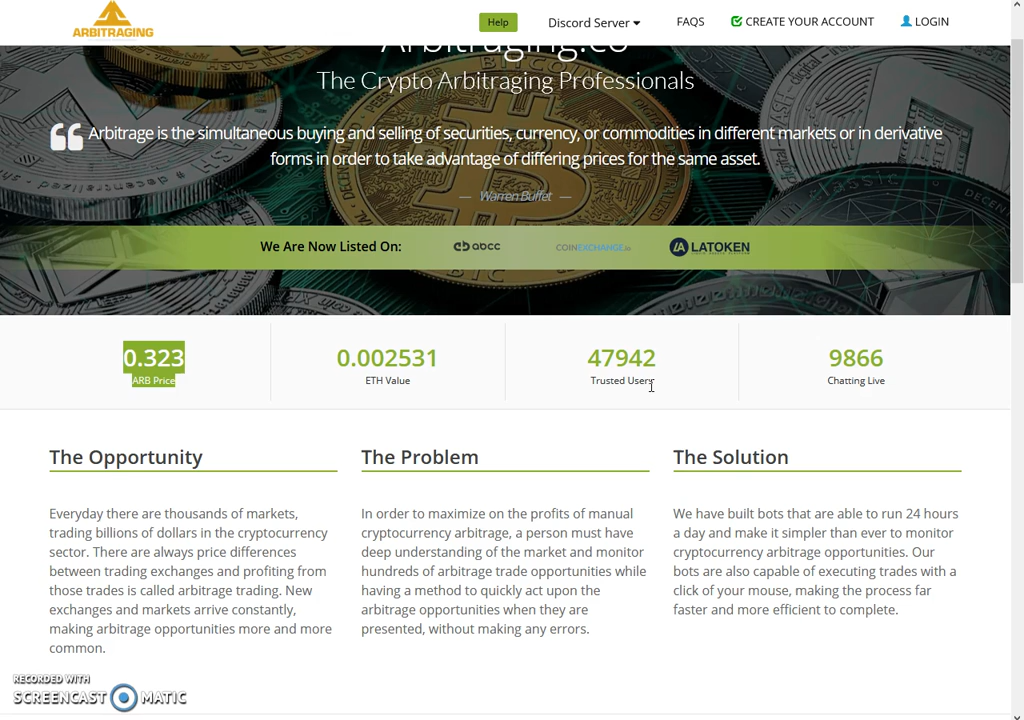 ARBITRAGING
Help
Discord Server
FAQS
CREATE YOUR ACCOUNT
LOGIN
Arbitraging.co
The Crypto Arbitraging Professionals
Arbitrage is the simultaneous buying and selling of securities, currency, or commodities in different markets or in derivative
forms in order to take advantage of differing prices for the same asset.
— Warren Buffet —
We Are Now Listed On:
abcc
COINEXCHANGE.io
LA LATOKEN
0.323
ARB Price
0.002531
ETH Value
47942
Trusted Users
9866
Chatting Live
The Opportunity
Everyday there are thousands of markets,
trading billions of dollars in the cryptocurrency
sector. There are always price differences
between trading exchanges and profiting from
those trades is called arbitrage trading. New
exchanges and markets arrive constantly,
making arbitrage opportunities more and more
common.
The Problem
In order to maximize on the profits of manual
cryptocurrency arbitrage, a person must have
deep understanding of the market and monitor
hundreds of arbitrage trade opportunities while
having a method to quickly act upon the
arbitrage opportunities when they are
presented, without making any errors.
The Solution
We have built bots that are able to run 24 hours
a day and make it simpler than ever to monitor
cryptocurrency arbitrage opportunities. Our
bots are also capable of executing trades with a
click of your mouse, making the process far
faster and more efficient to complete.
RECORDED WITH
SCREENCAST MATIC